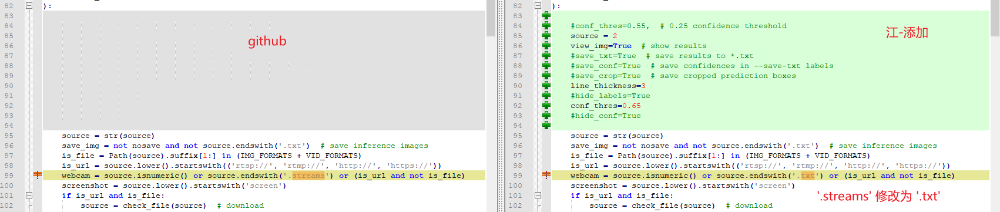 82 ):
83
84
85
86
87
88
89
90
91
92
93
94
github
95 source = str(source)
96 save_img = not nosave and not source.endswith('.txt')  # save inference images
97 is_file = Path(source).suffix[1:] in (IMG_FORMATS + VID_FORMATS)
98 is_url = source.lower().startswith(('rtsp://', 'rtmp://', 'http://', 'https://'))
99 webcam = source.isnumeric() or source.endswith('.streams') or (is_url and not is_file)
100 screenshot = source.lower().startswith('screen')
101 if is_url and is_file:
102 source = check_file(source)  # download
82 ):
83
84 #conf_thres=0.55,  # 0.25 confidence threshold
85 source = 2
86 view_img=True  # show results
87 #save_txt=True  # save results to *.txt
88 #save_conf=True  # save confidences in --save-txt labels
89 #save_crop=True  # save cropped prediction boxes
90 line_thickness=3
91 #hide_labels=True
92 conf_thres=0.65
93 #hide_conf=True
94
江-添加
95 source = str(source)
96 save_img = not nosave and not source.endswith('.txt')  # save inference images
97 is_file = Path(source).suffix[1:] in (IMG_FORMATS + VID_FORMATS)
98 is_url = source.lower().startswith(('rtsp://', 'rtmp://', 'http://', 'https://'))
99 webcam = source.isnumeric() or source.endswith('.txt') or (is_url and not is_file)
100 screenshot = source.lower().startswith('screen')
101 if is_url and is_file:
102 source = check_file(source)  # download
'.streams' 修改为 '.txt'